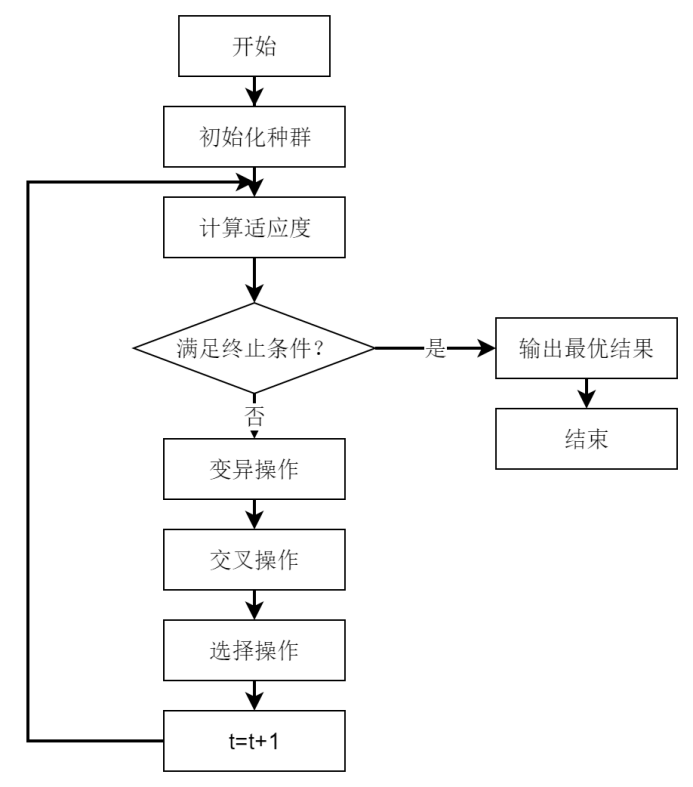 开始
初始化种群
计算适应度
满足终止条件?
是
输出最优结果
结束
否
变异操作
交叉操作
选择操作
t=t+1